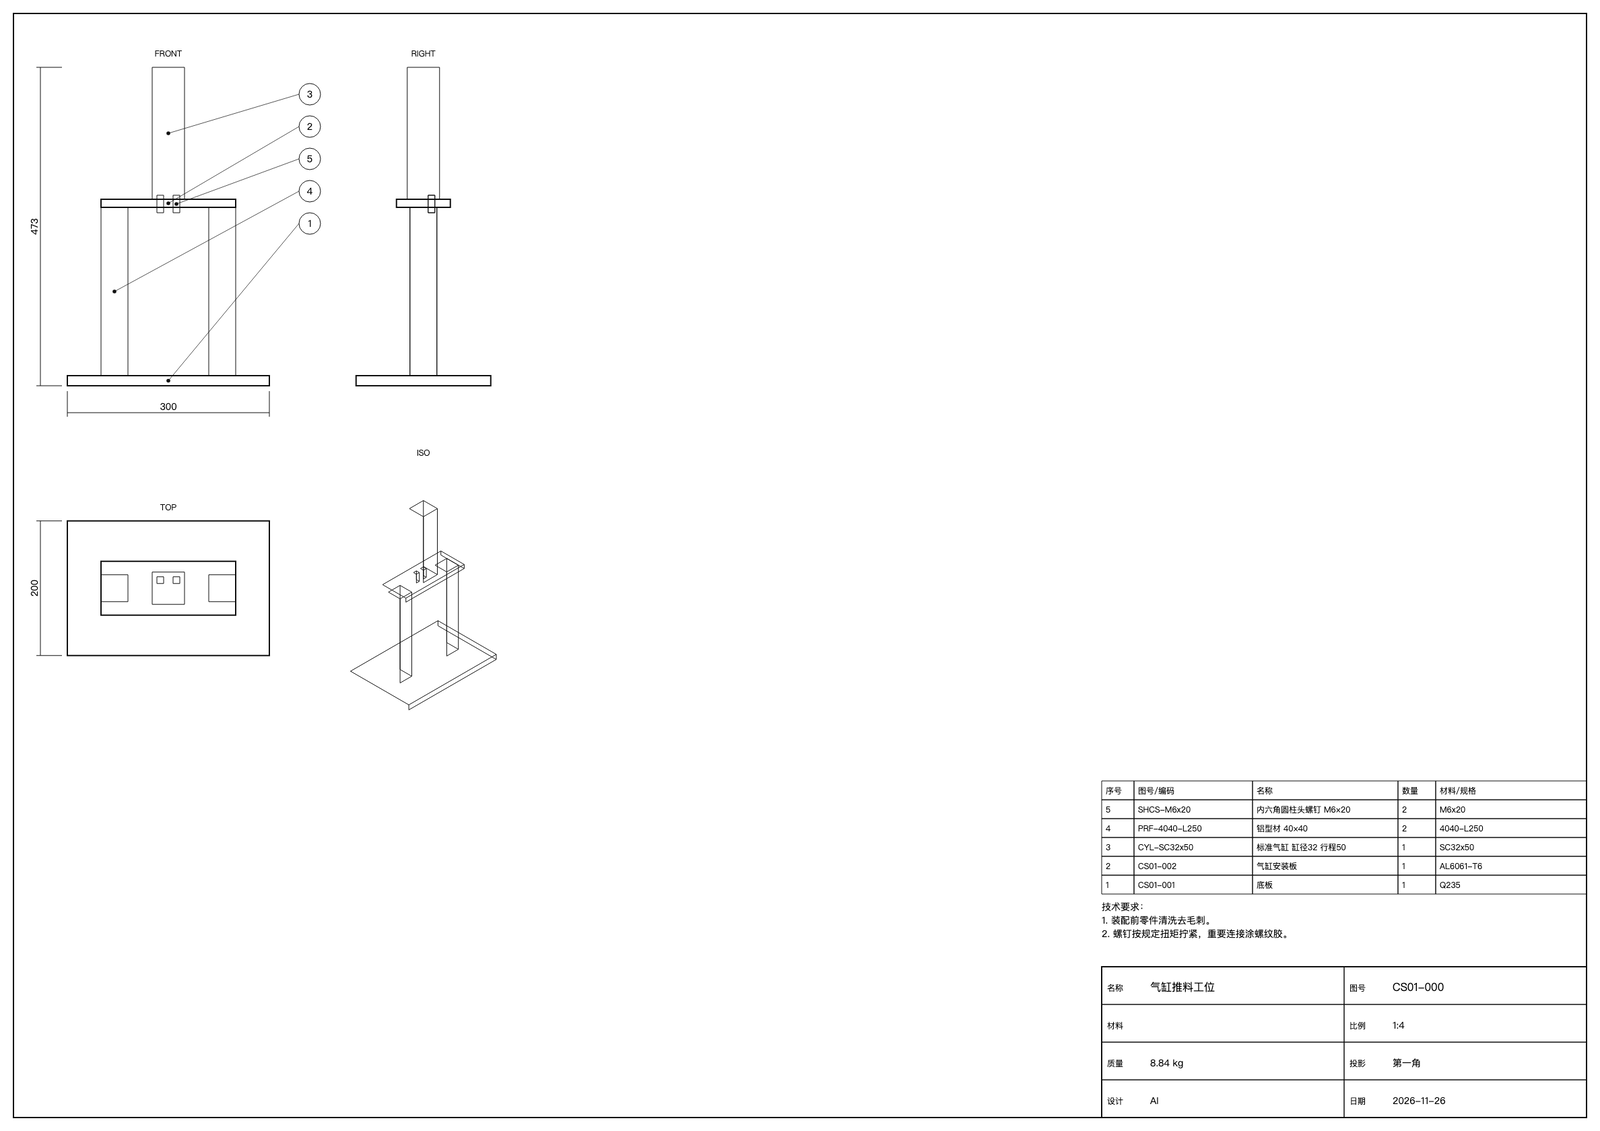 FRONT
RIGHT
3
2
5
4
1
473
300
ISO
TOP
200
序号 图号/编码 名称 数量 材料/规格
5 SHCS-M6x20 内六角圆柱头螺钉 M6×20 2 M6x20
4 PRF-4040-L250 铝型材 40×40 2 4040-L250
3 CYL-SC32x50 标准气缸 缸径32 行程50 1 SC32x50
2 CS01-002 气缸安装板 1 AL6061-T6
1 CS01-001 底板 1 Q235
技术要求：
1. 装配前零件清洗去毛刺。
2. 螺钉按规定扭矩拧紧，重要连接涂螺纹胶。
名称 气缸推料工位 图号 CS01-000
材料 比例 1:4
质量 8.84 kg 投影 第一角
设计 AI 日期 2026-11-26